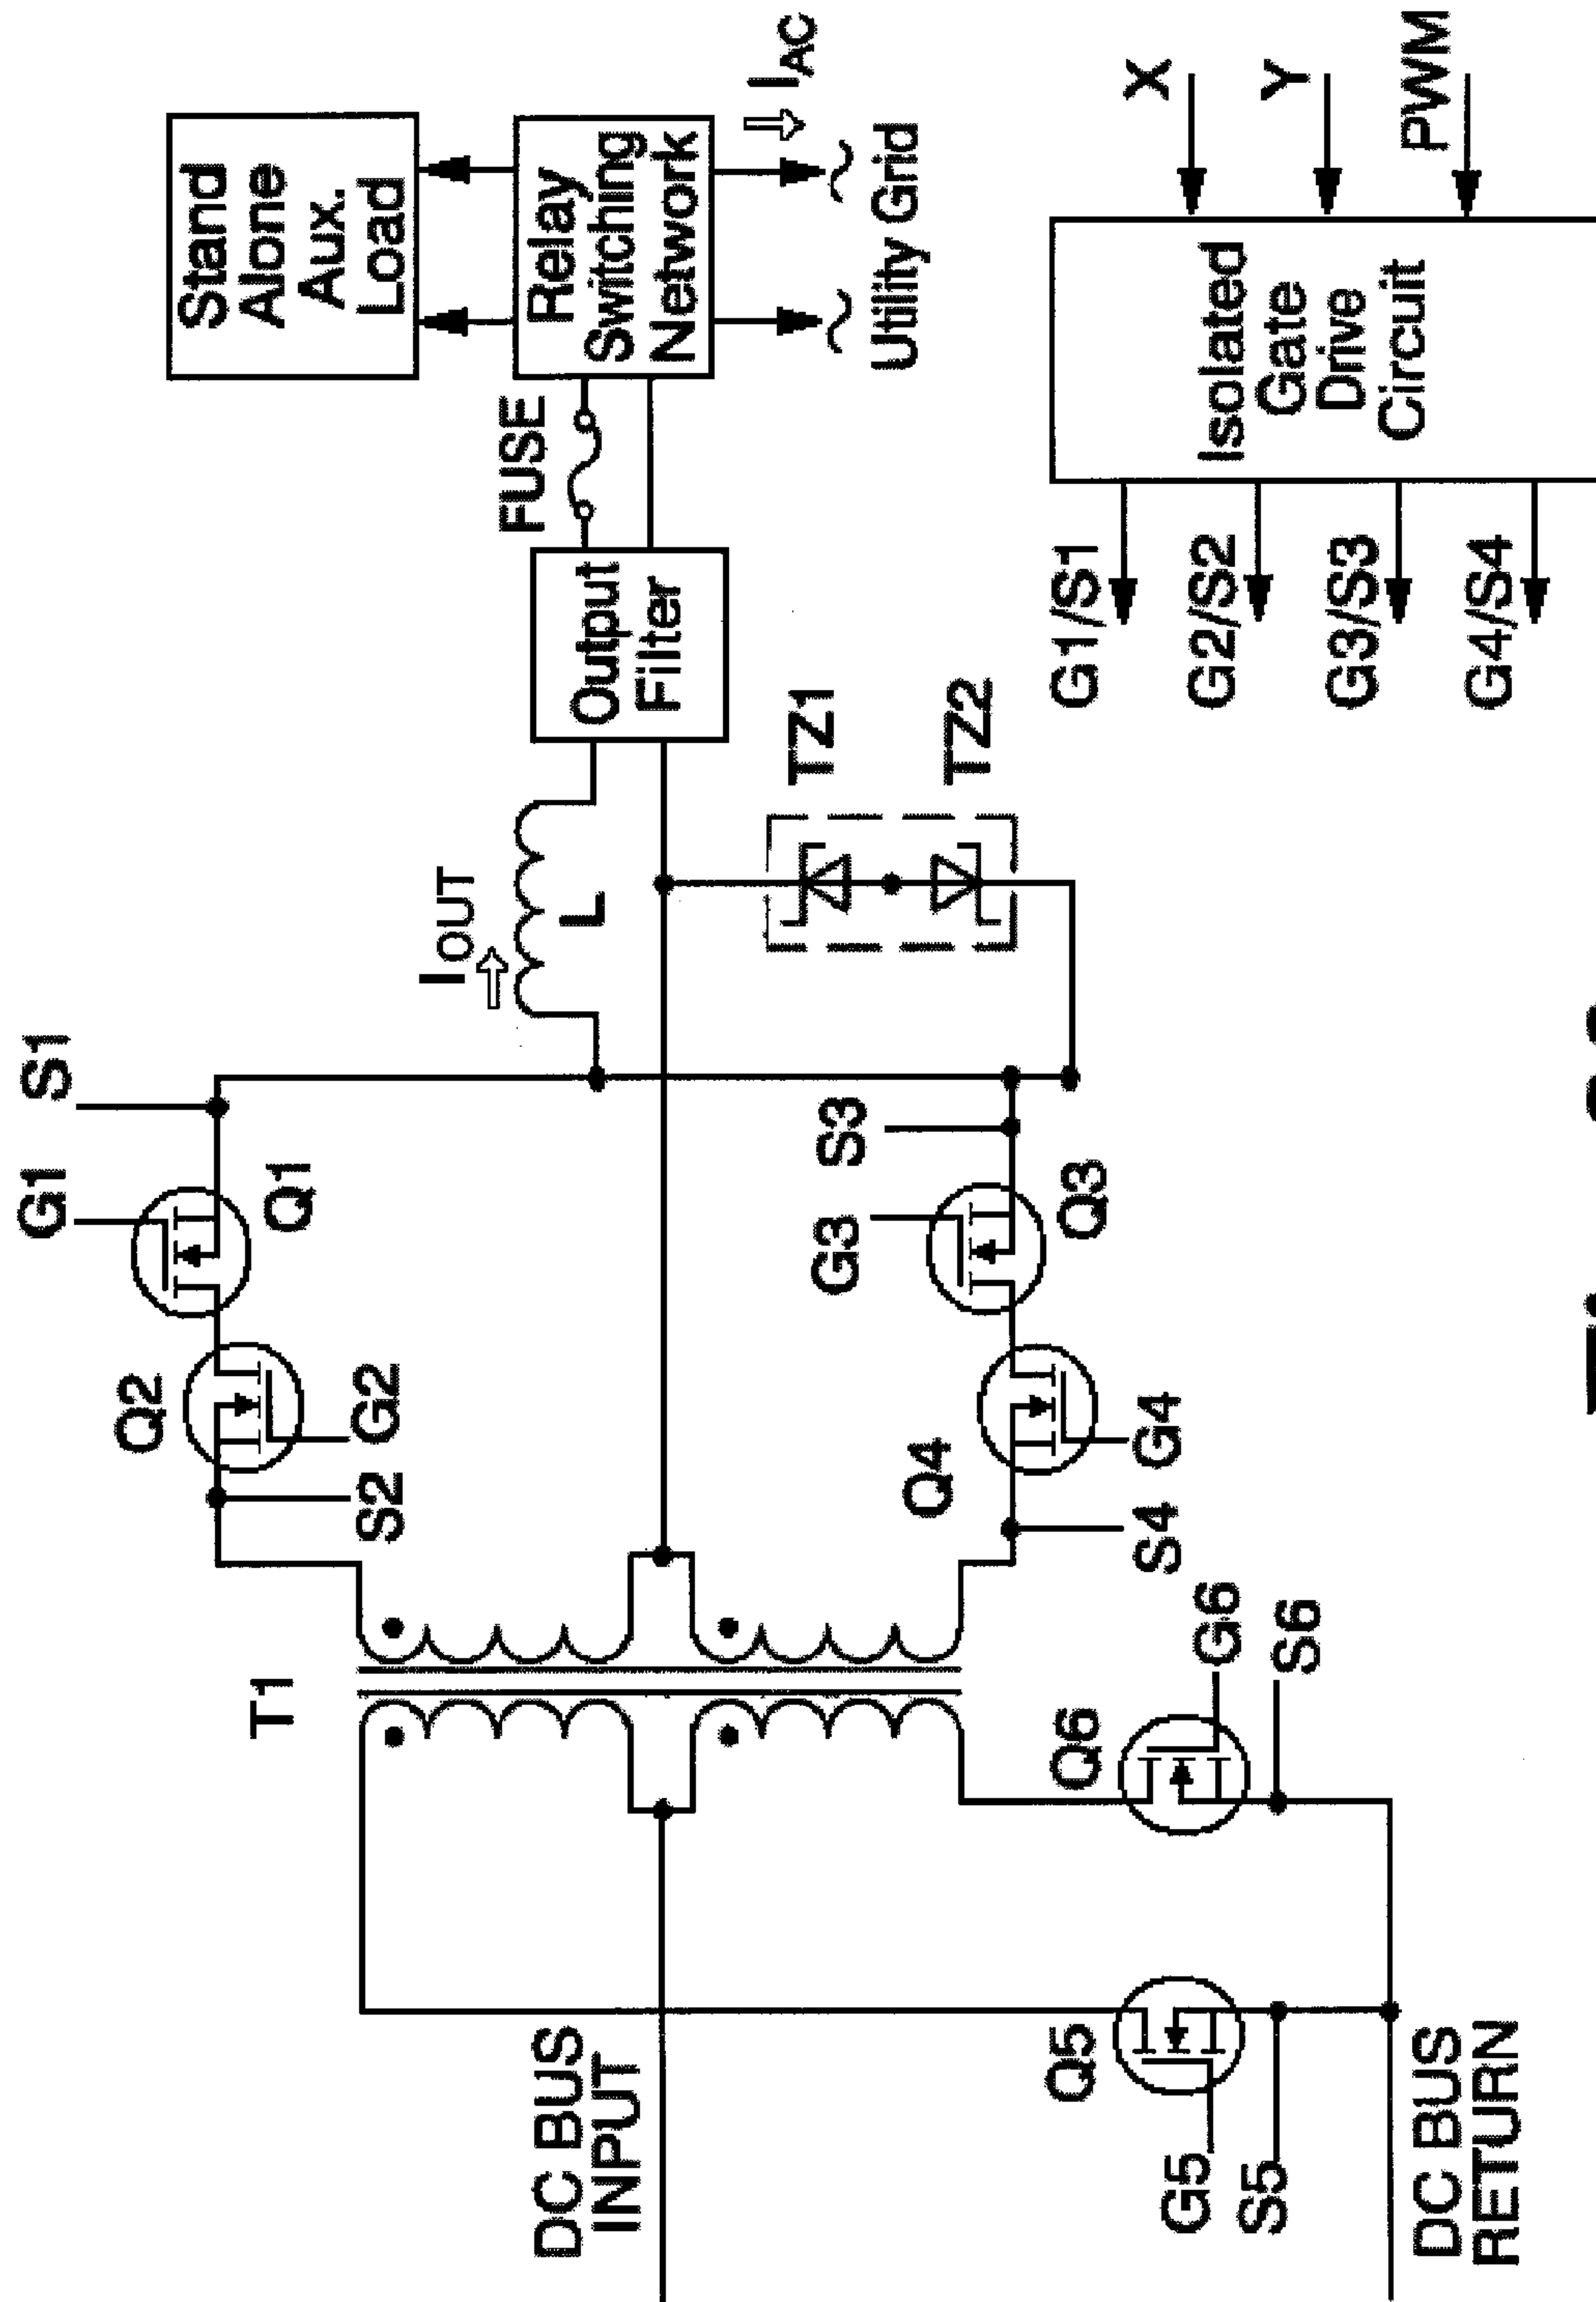 S1
G1
Q1
Q2
G2
S2
T1
I OUT
L
FUSE
Stand
Alone
Aux.
Load
Relay
Switching
Network
I AC
Utility Grid
Output
Filter
TZ1
TZ2
S3
G3
Q3
Q4
G4
S4
DC BUS
INPUT
Q5
G5
S5
Q6
G6
S6
DC BUS
RETURN
G1/S1
G2/S2
G3/S3
G4/S4
Isolated
Gate
Drive
Circuit
X
Y
PWM